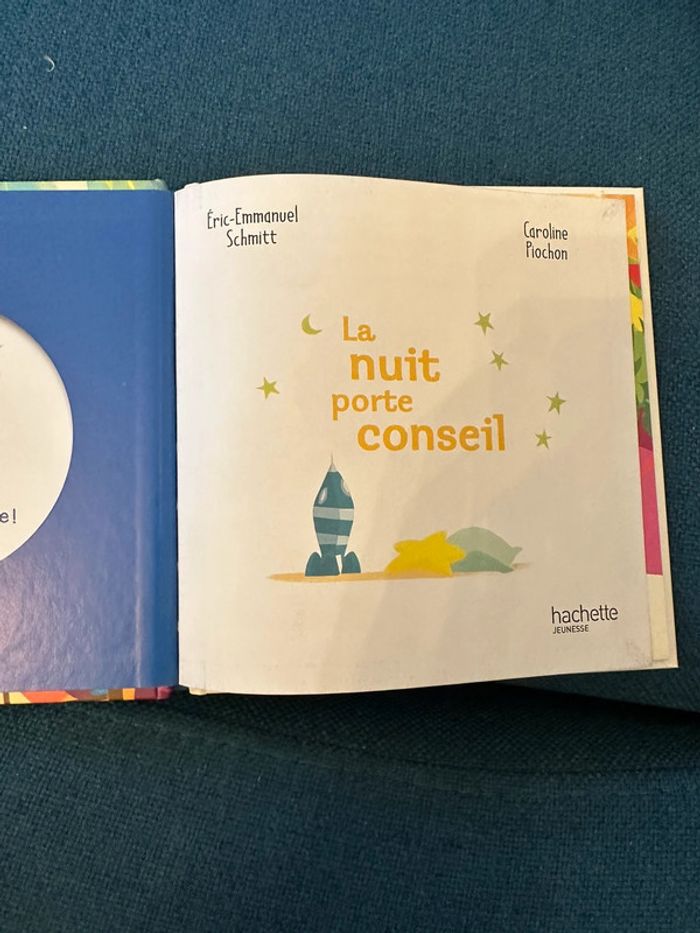 e!
Éric-Emmanuel
Schmitt
Caroline
Piochon
La
nuit
porte
conseil
hachette
JEUNESSE